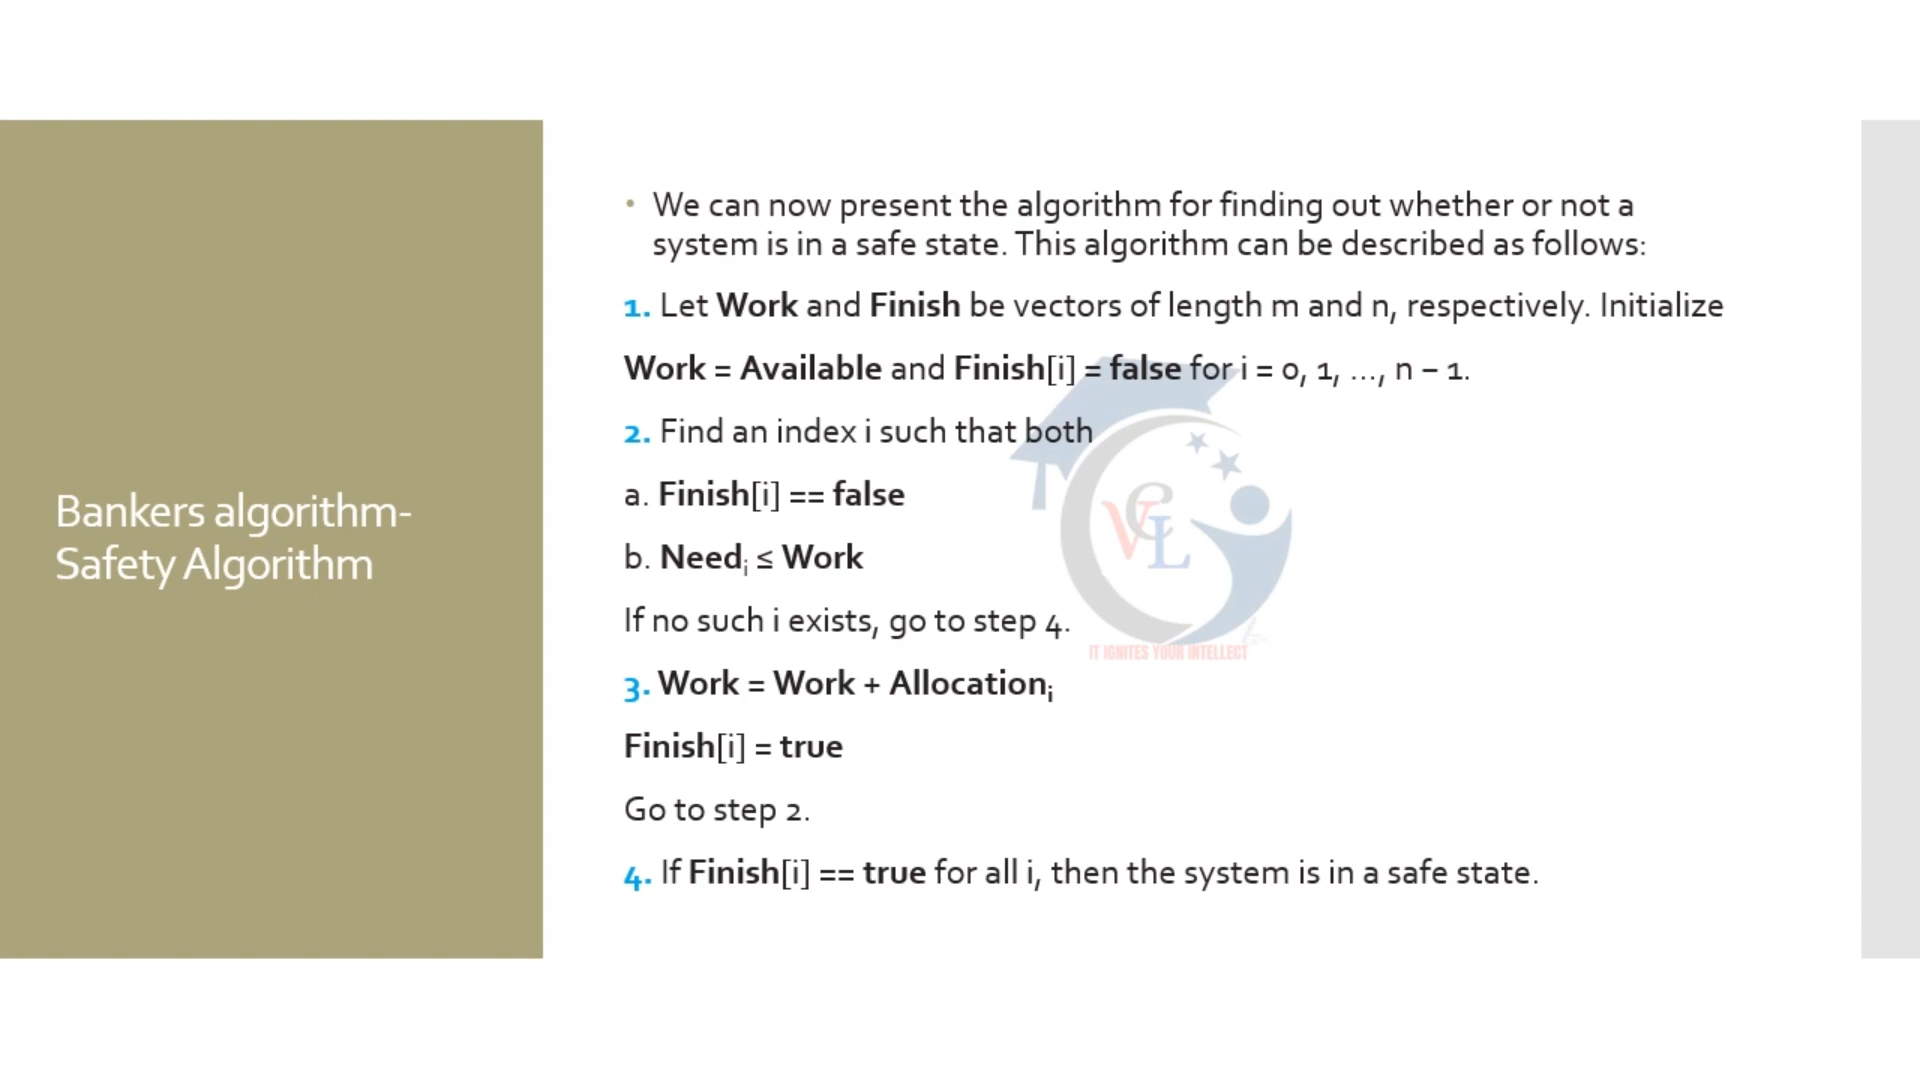 Bankers algorithm-
Safety Algorithm
• We can now present the algorithm for finding out whether or not a
system is in a safe state. This algorithm can be described as follows:
1. Let Work and Finish be vectors of length m and n, respectively. Initialize
Work = Available and Finish[i] = false for i = 0, 1, ..., n – 1.
2. Find an index i such that both
a. Finish[i] == false
b. Needi ≤ Work
If no such i exists, go to step 4.
3. Work = Work + Allocationi
Finish[i] = true
Go to step 2.
4. If Finish[i] == true for all i, then the system is in a safe state.
VeL
IT IGNITES YOUR INTELLECT